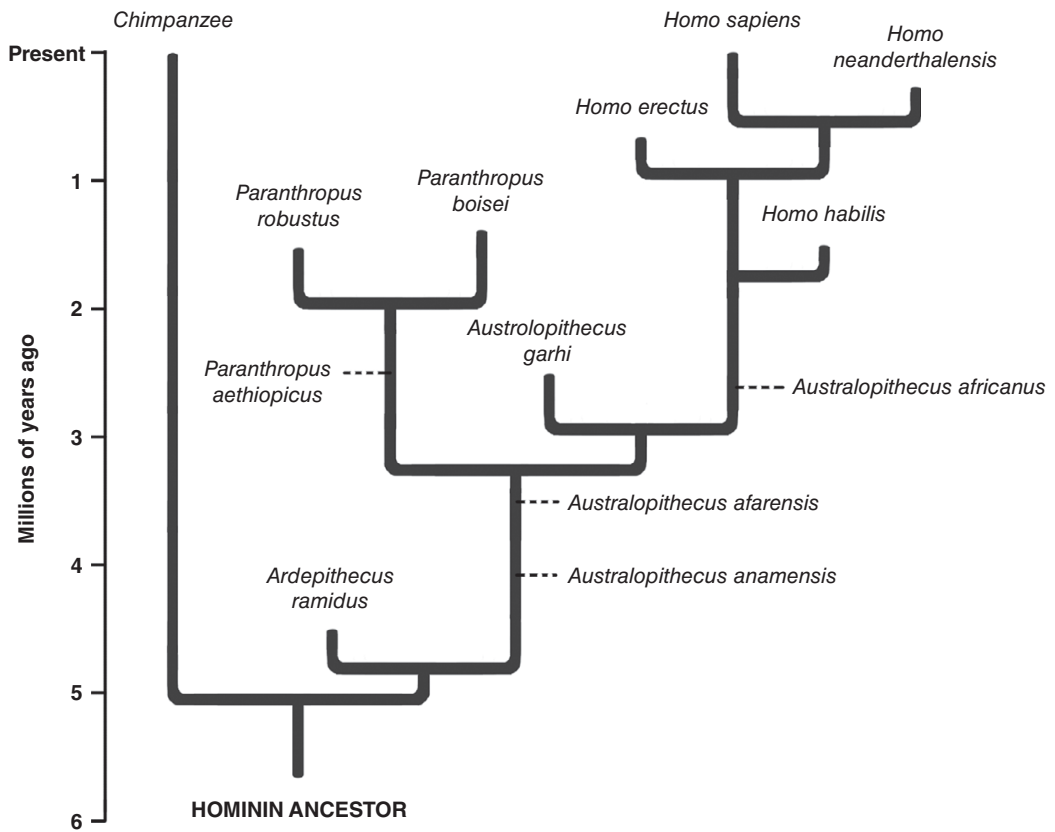 Chimpanzee
Homo sapiens
Homo
neanderthalensis
Present
Homo erectus
1
Paranthropus
robustus
Paranthropus
boisei
Homo habilis
2
Austrolopithecus
garhi
Paranthropus
aethiopicus
Australopithecus africanus
3
Millions of years ago
Australopithecus afarensis
4
Ardepithecus
ramidus
Australopithecus anamensis
5
HOMININ ANCESTOR
6